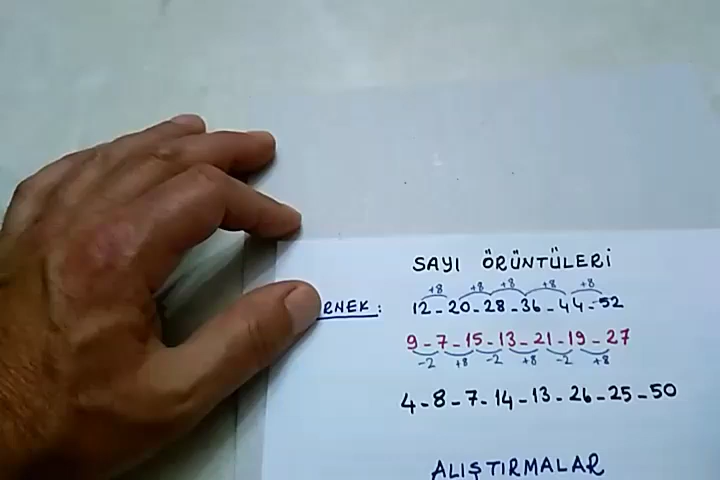 SAYI ÖRÜNTÜLERİ
+8 +8 +8 +8 +8
RNEK : 12 - 20 - 28 - 36 - 44 - 52
9 - 7 - 15 - 13 - 21 - 19 - 27
-2 +8 -2 +8 -2 +8
4 - 8 - 7 - 14 - 13 - 26 - 25 - 50
ALIŞTIRMALAR